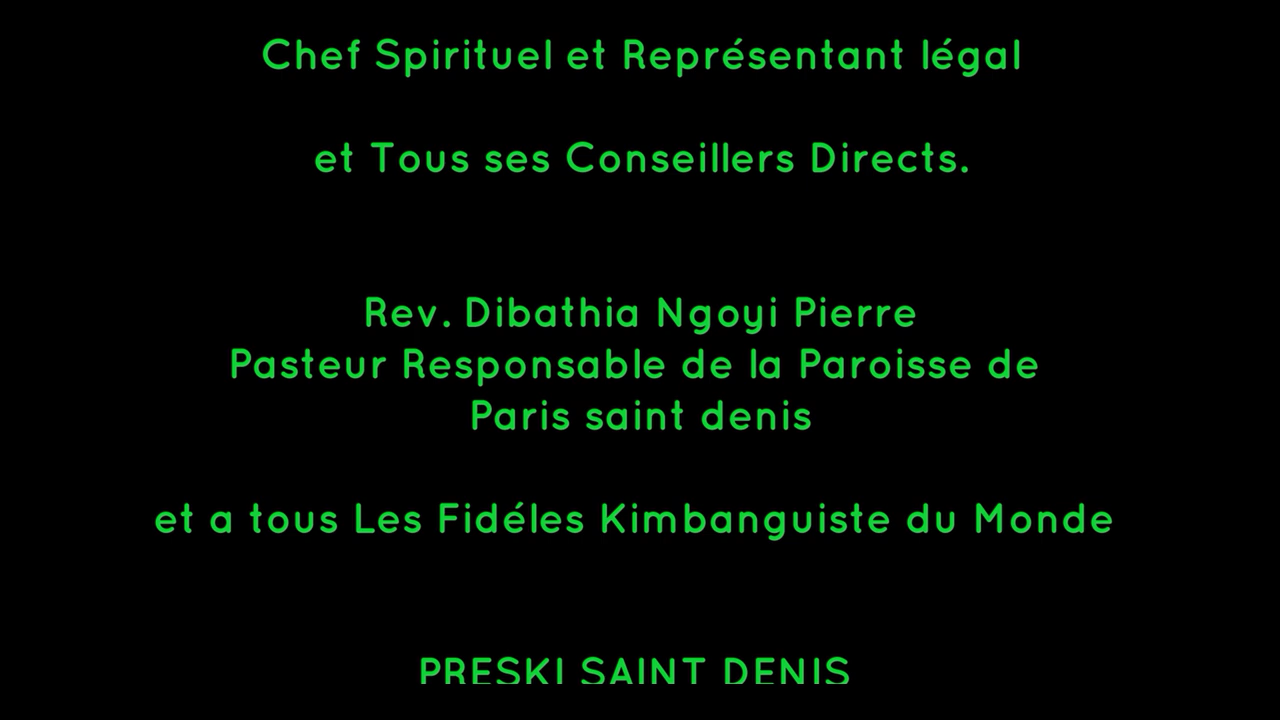 Chef Spirituel et Représentant légal
et Tous ses Conseillers Directs.
Rev. Dibathia Ngoyi Pierre
Pasteur Responsable de la Paroisse de
Paris saint denis
et a tous Les Fidéles Kimbanguiste du Monde
PRESKI SAINT DENIS